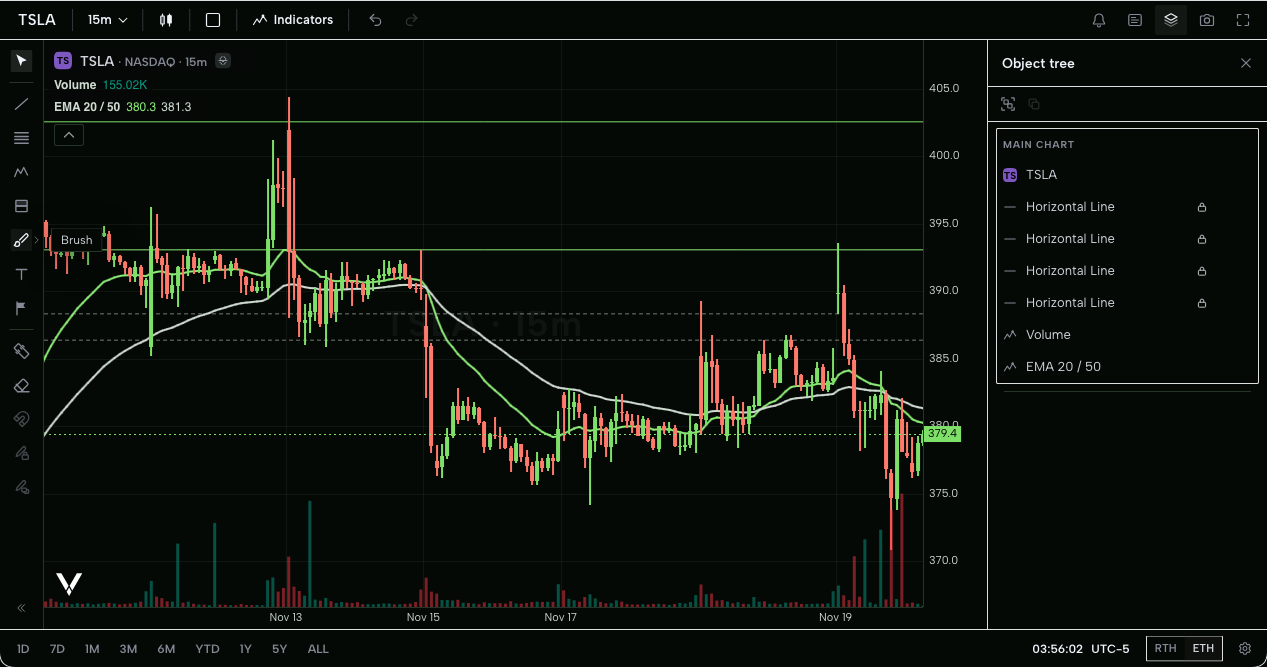 TSLA 15m Indicators
TS TSLA · NASDAQ · 15m
Volume 155.02K
EMA 20 / 50 380.3 381.3
Brush
TSLA · 15m
405.0
400.0
395.0
390.0
385.0
380.0
379.4
375.0
370.0
Nov 13 Nov 15 Nov 17 Nov 19
Object tree
MAIN CHART
TS TSLA
Horizontal Line
Horizontal Line
Horizontal Line
Horizontal Line
Volume
EMA 20 / 50
1D 7D 1M 3M 6M YTD 1Y 5Y ALL
03:56:02 UTC-5 RTH ETH